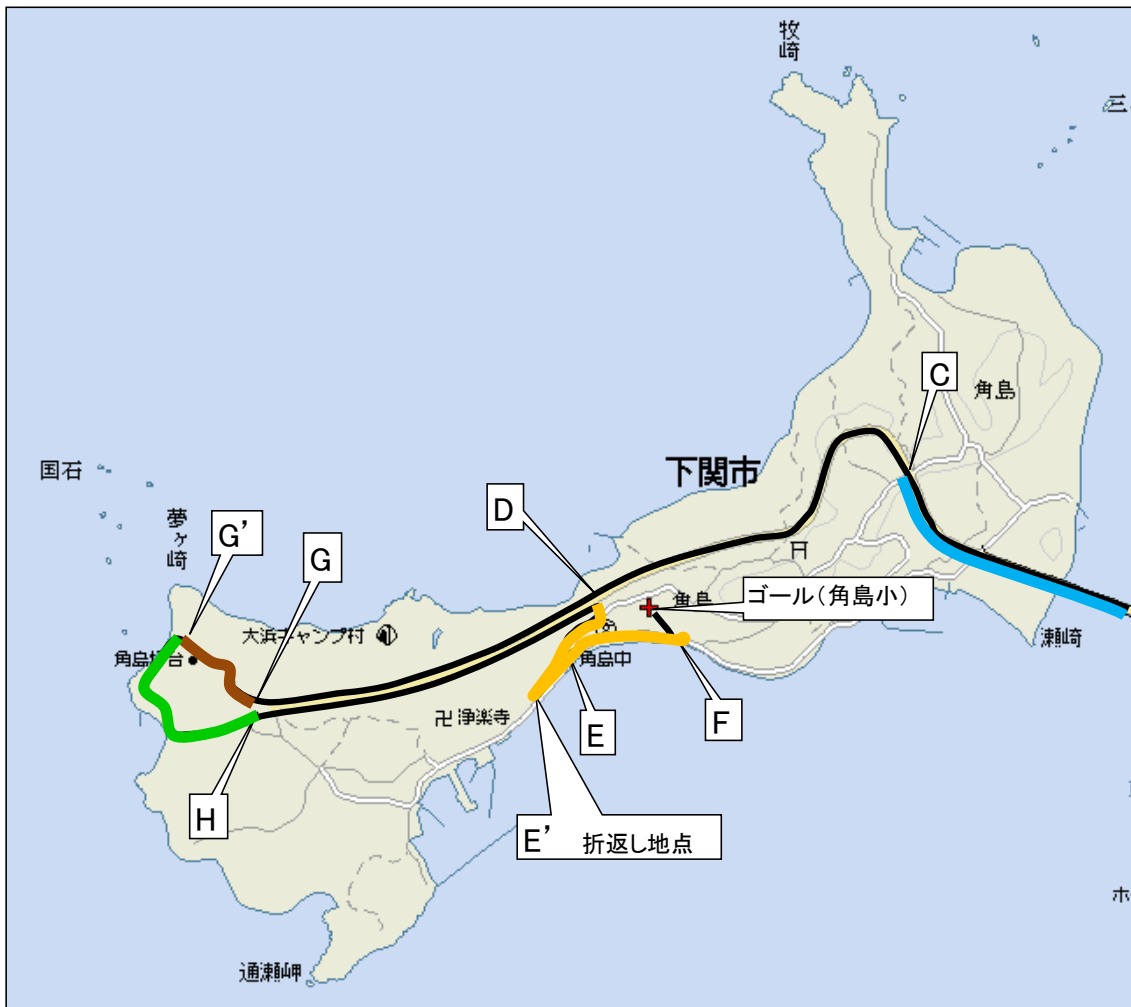 牧
崎
三
C
角島
国石
下関市
夢
ヶ
崎
D
G'
G
ゴール（角島小）
角島
大浜キャンプ村
瀬崎
角島灯台
角島中
卍浄楽寺
E
F
H
E' 折返し地点
ホ
通瀬岬